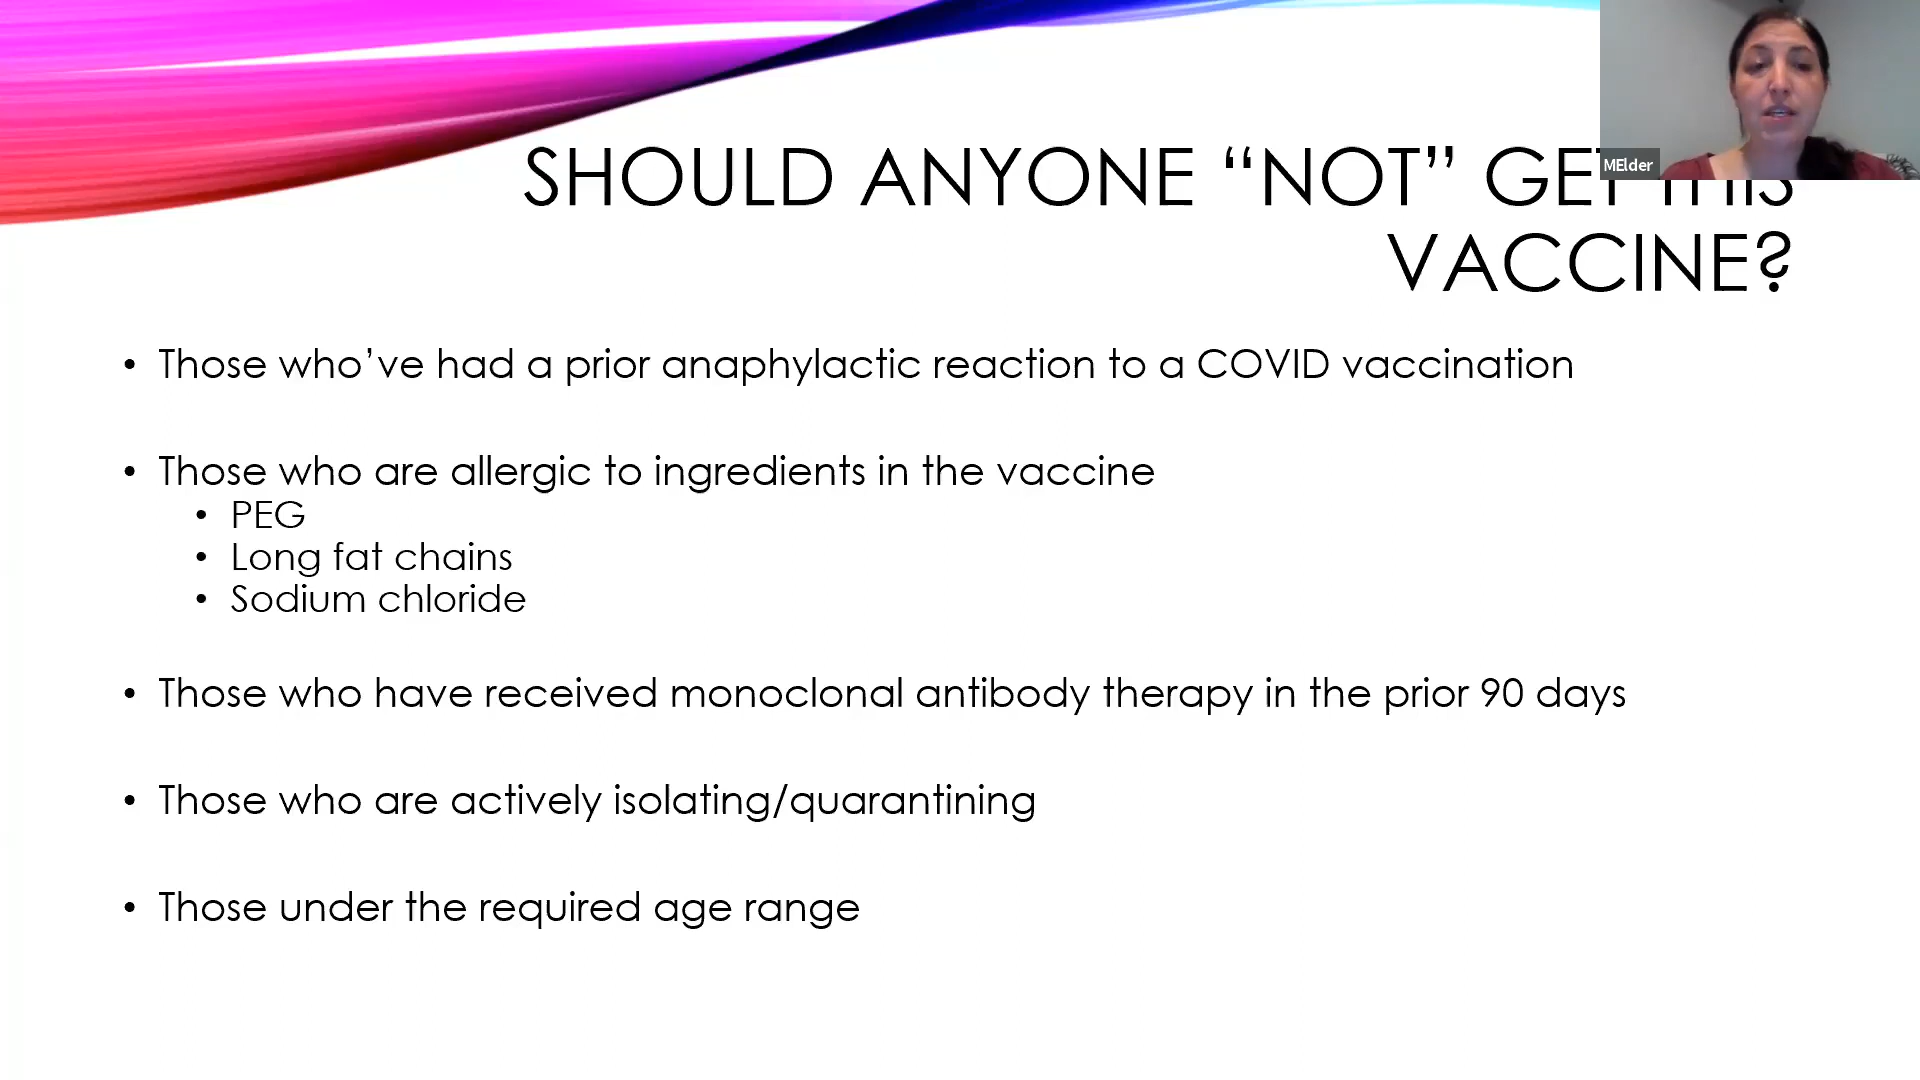 SHOULD ANYONE “NOT” GET THIS
VACCINE?
MElder
• Those who’ve had a prior anaphylactic reaction to a COVID vaccination
• Those who are allergic to ingredients in the vaccine
• PEG
• Long fat chains
• Sodium chloride
• Those who have received monoclonal antibody therapy in the prior 90 days
• Those who are actively isolating/quarantining
• Those under the required age range